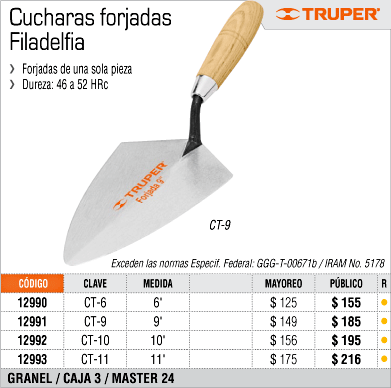 Cucharas forjadas
Filadelfia
TRUPER®
› Forjadas de una sola pieza
› Dureza: 46 a 52 HRc
TRUPER
Forjada 9"
CT-9
Exceden las normas Especif. Federal: GGG-T-00671b / IRAM No. 5178
CÓDIGO CLAVE MEDIDA MAYOREO PÚBLICO R
12990 CT-6 6' $ 125 $ 155
12991 CT-9 9' $ 149 $ 185
12992 CT-10 10' $ 156 $ 195
12993 CT-11 11' $ 175 $ 216
GRANEL / CAJA 3 / MASTER 24